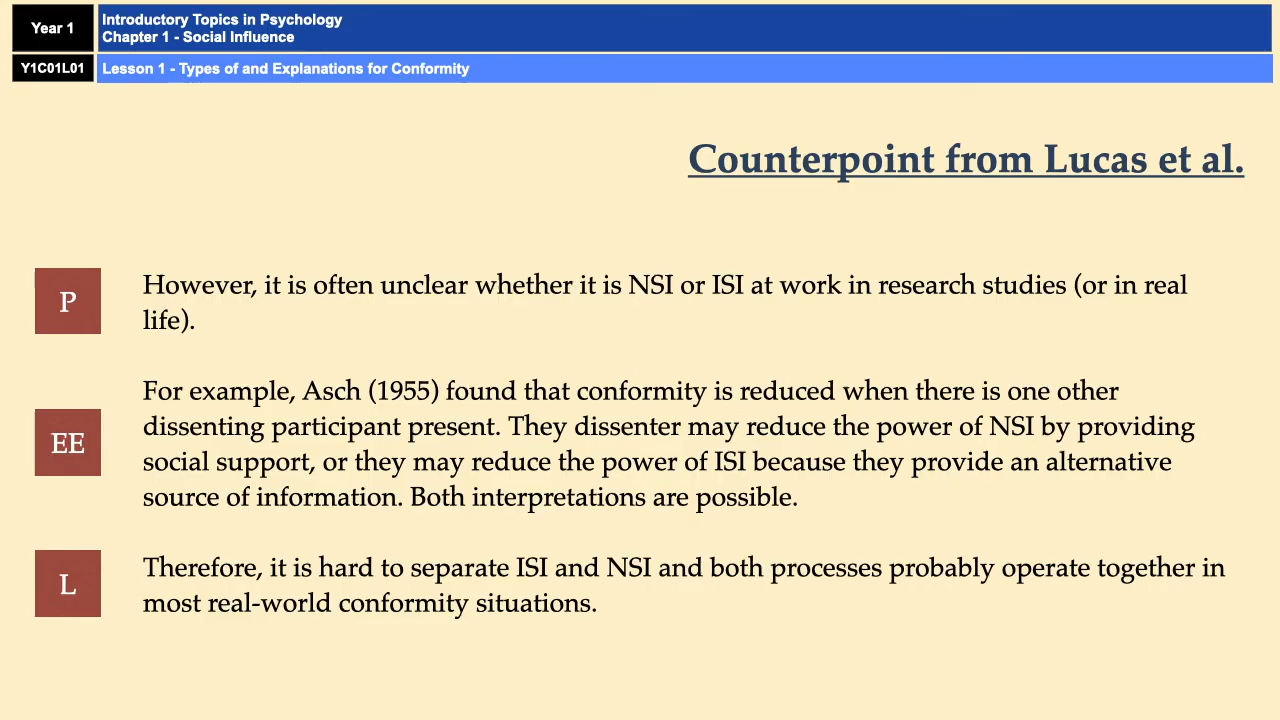 Year 1
Introductory Topics in Psychology
Chapter 1 - Social Influence
Y1C01L01
Lesson 1 - Types of and Explanations for Conformity
Counterpoint from Lucas et al.
P
However, it is often unclear whether it is NSI or ISI at work in research studies (or in real
life).
EE
For example, Asch (1955) found that conformity is reduced when there is one other
dissenting participant present. They dissenter may reduce the power of NSI by providing
social support, or they may reduce the power of ISI because they provide an alternative
source of information. Both interpretations are possible.
L
Therefore, it is hard to separate ISI and NSI and both processes probably operate together in
most real-world conformity situations.